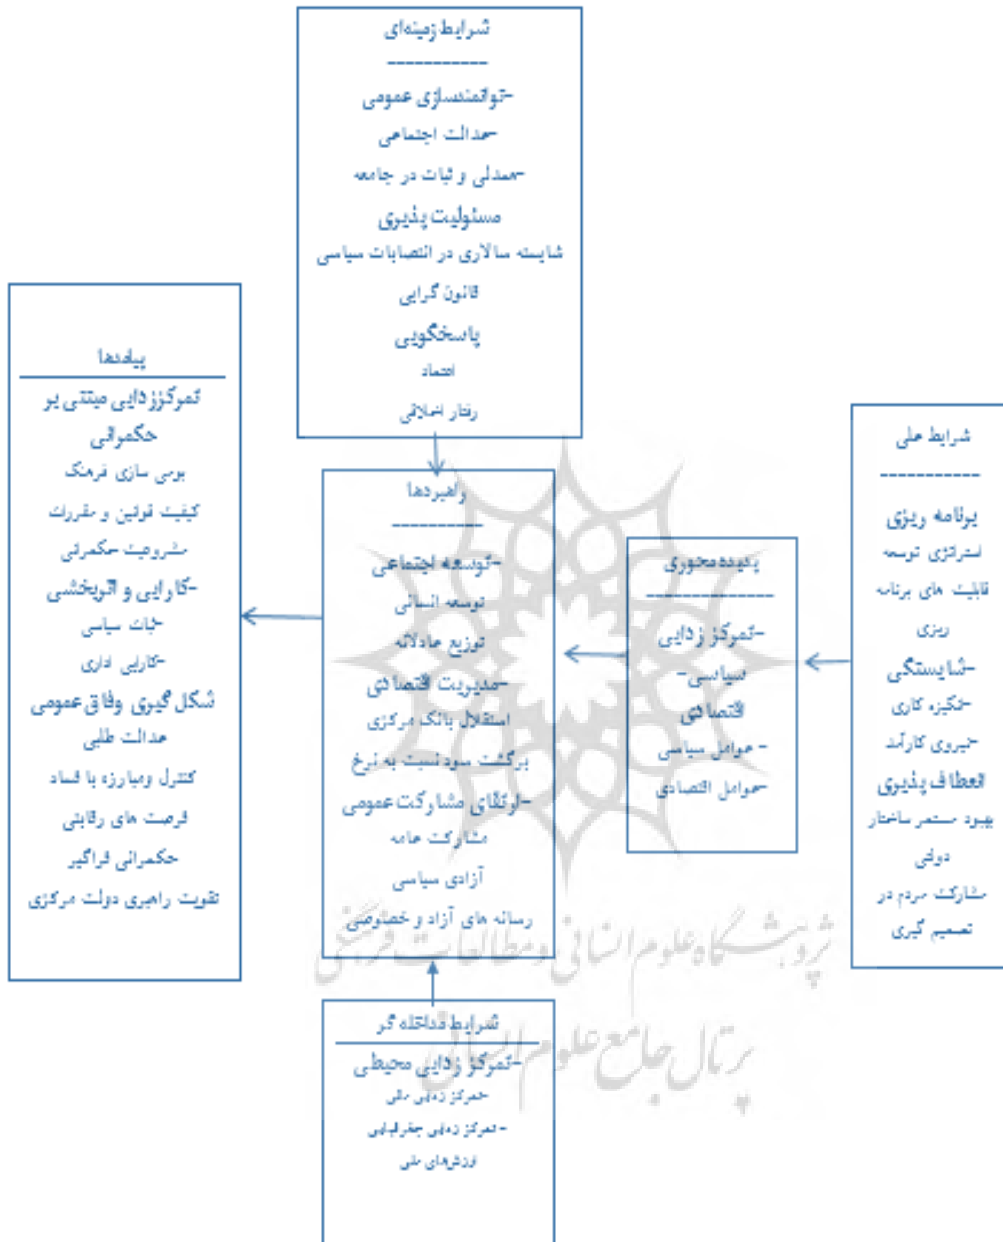 شرایط زمینه‌ای
-----------
-توانمندسازی عمومی
-عدالت اجتماعی
-همدلی و ثبات در جامعه
مسئولیت پذیری
شایسته سالاری در انتصابات سیاسی
قانون گرایی
پاسخگویی
اعتماد
رفتار اخلاقی
شرایط علی
-----------
برنامه ریزی
استراتژی توسعه
قابلیت های برنامه
ریزی
-شایستگی
-انگیزه کاری
-نیروی کارآمد
انعطاف پذیری
بهبود مستمر ساختار
دولتی
مشارکت مردم در
تصمیم گیری
پدیده محوری
--------------
-تمرکز زدایی
سیاسی-
اقتصادی
- عوامل سیاسی
-عوامل اقتصادی
راهبردها
----------
-توسعه اجتماعی
توسعه انسانی
توزیع عادلانه
-مدیریت اقتصادی
استقلال بانک مرکزی
برگشت سود نسبت به نرخ
-ارتقای مشارکت عمومی
مشارکت عامه
آزادی سیاسی
رسانه های آزاد و خصوصی
شرایط مداخله گر
-تمرکز زدایی محیطی
-تمرکز زدایی مالی
- تمرکز زدایی جغرافیایی
ارزش‌های ملی
پیامدها
تمرکززدایی مبتنی بر
حکمرانی
بومی سازی فرهنگ
کیفیت قوانین و مقررات
مشروعیت حکمرانی
-کارایی و اثربخشی
-ثبات سیاسی
-کارایی اداری
شکل گیری وفاق عمومی
عدالت طلبی
کنترل ومبارزه با فساد
فرصت های رقابتی
حکمرانی فراگیر
تقویت راهبری دولت مرکزی
پژوهشگاه علوم انسانی و مطالعات فرهنگی
پرتال جامع علوم انسانی